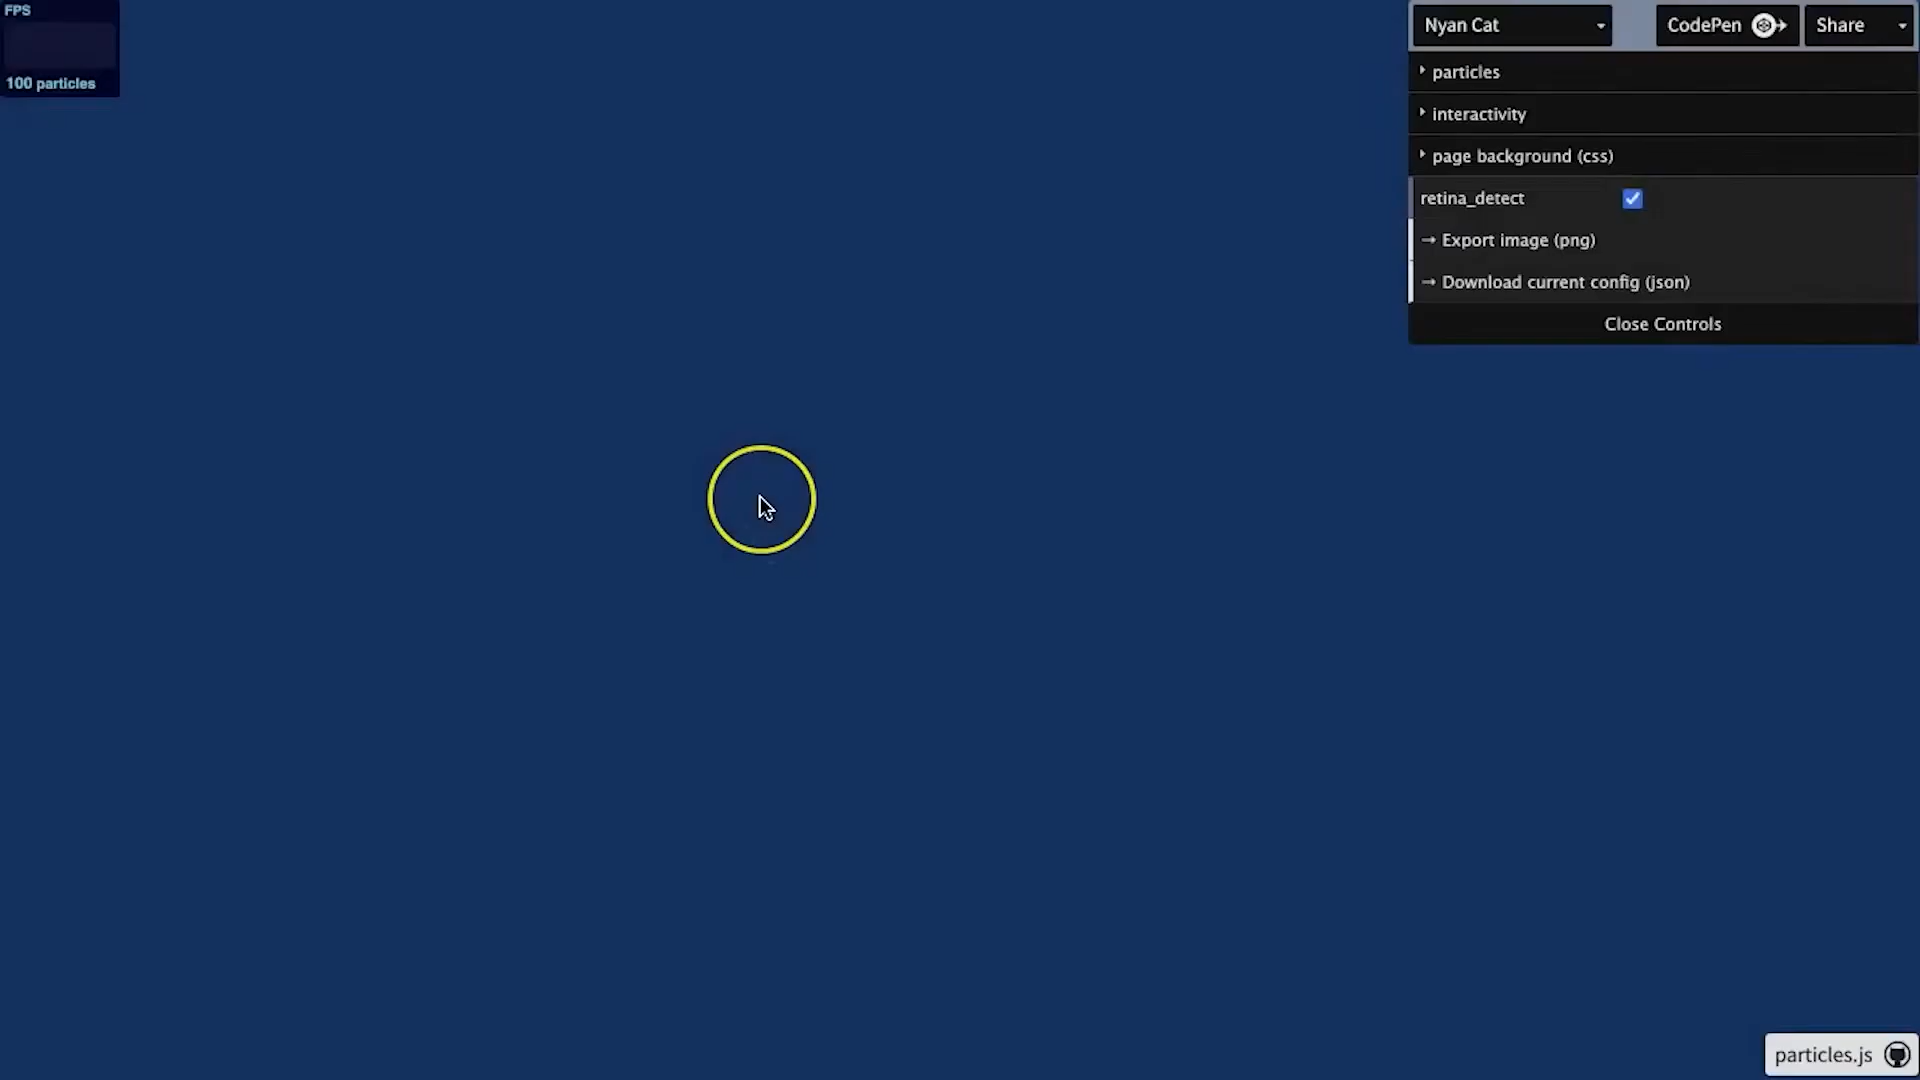 FPS
100 particles
Nyan Cat
CodePen
Share
particles
interactivity
page background (css)
retina_detect
→ Export image (png)
→ Download current config (json)
Close Controls
particles.js